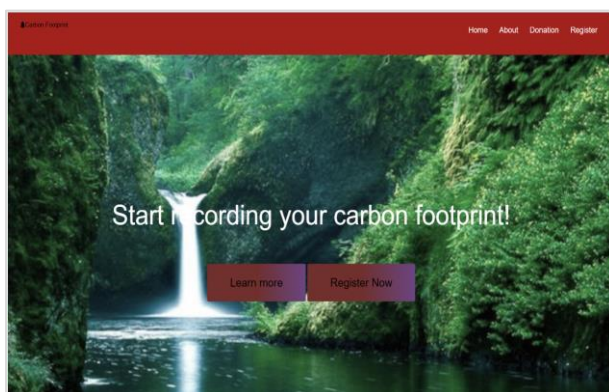 Carbon Footprint
Home About Donation Register
Start recording your carbon footprint!
Learn more Register Now